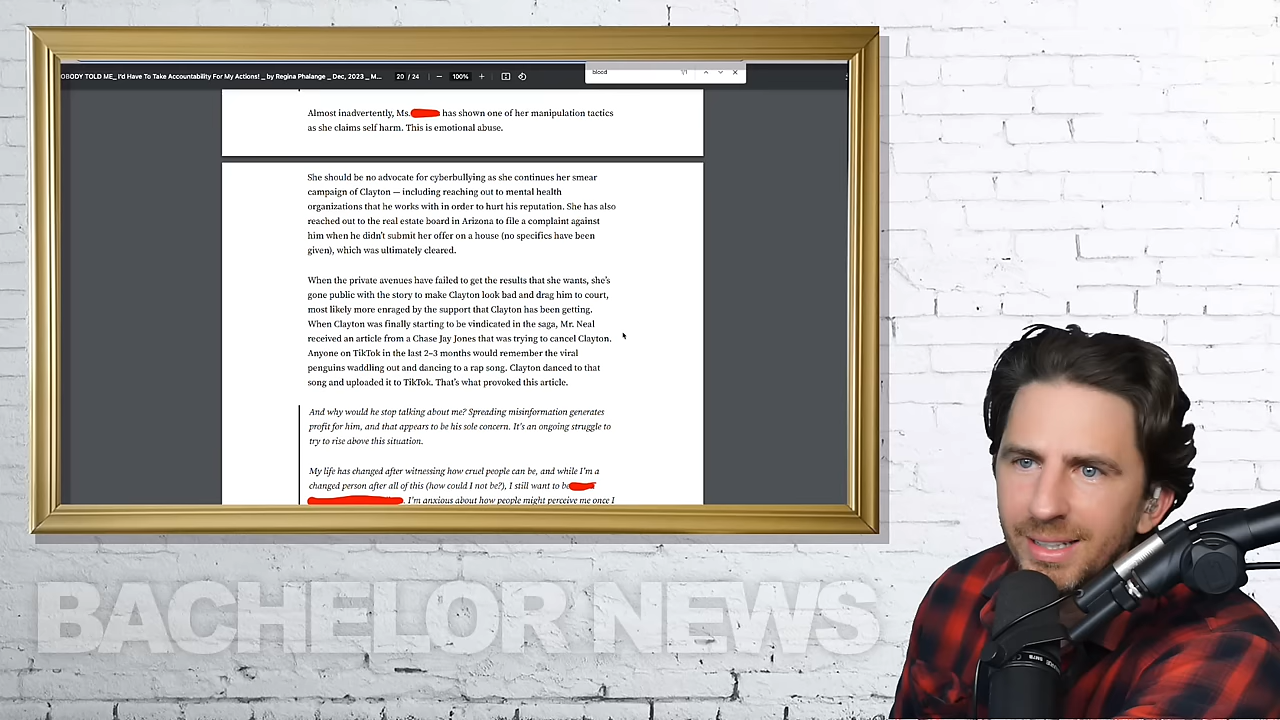 OBODY TOLD ME_ I'd Have To Take Accountability For My Actions! _ by Regina Phalange _ Dec, 2023 _ M...
20 / 24
100%
blood
1/1
Almost inadvertently, Ms. has shown one of her manipulation tactics
as she claims self harm. This is emotional abuse.
She should be no advocate for cyberbullying as she continues her smear
campaign of Clayton — including reaching out to mental health
organizations that he works with in order to hurt his reputation. She has also
reached out to the real estate board in Arizona to file a complaint against
him when he didn't submit her offer on a house (no specifics have been
given), which was ultimately cleared.
When the private avenues have failed to get the results that she wants, she's
gone public with the story to make Clayton look bad and drag him to court,
most likely more enraged by the support that Clayton has been getting.
When Clayton was finally starting to be vindicated in the saga, Mr. Neal
received an article from a Chase Jay Jones that was trying to cancel Clayton.
Anyone on TikTok in the last 2–3 months would remember the viral
penguins waddling out and dancing to a rap song. Clayton danced to that
song and uploaded it to TikTok. That's what provoked this article.
And why would he stop talking about me? Spreading misinformation generates
profit for him, and that appears to be his sole concern. It's an ongoing struggle to
try to rise above this situation.
My life has changed after witnessing how cruel people can be, and while I'm a
changed person after all of this (how could I not be?), I still want to be
. I'm anxious about how people might perceive me once I
BACHELOR NEWS